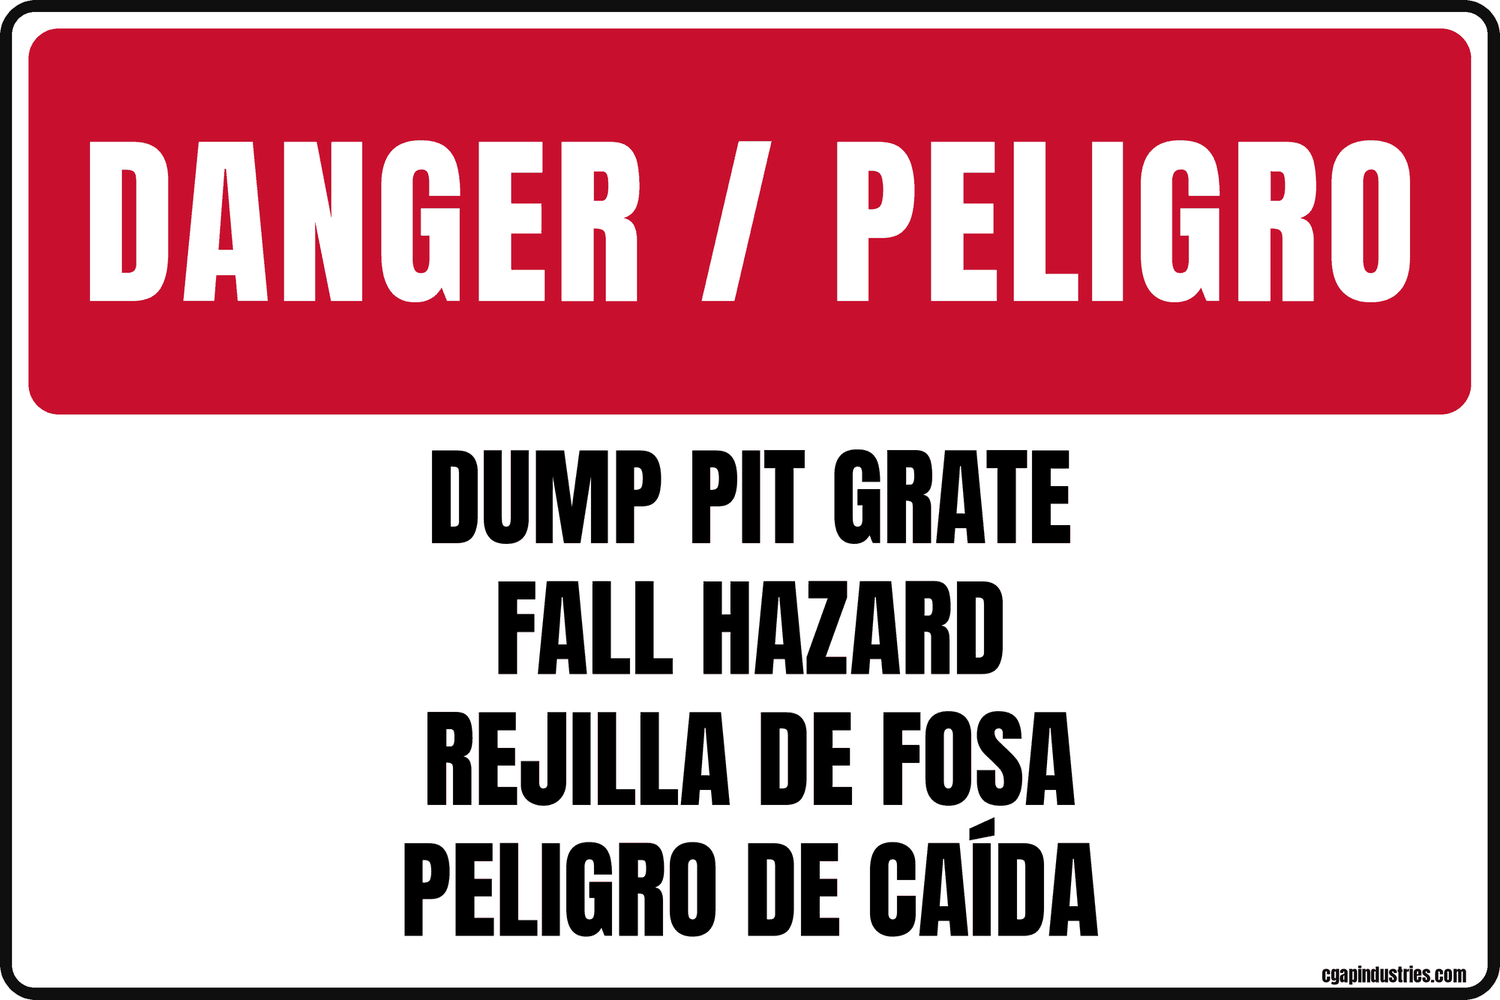 DANGER / PELIGRO
DUMP PIT GRATE
FALL HAZARD
REJILLA DE FOSA
PELIGRO DE CAÍDA
cgapindustries.com